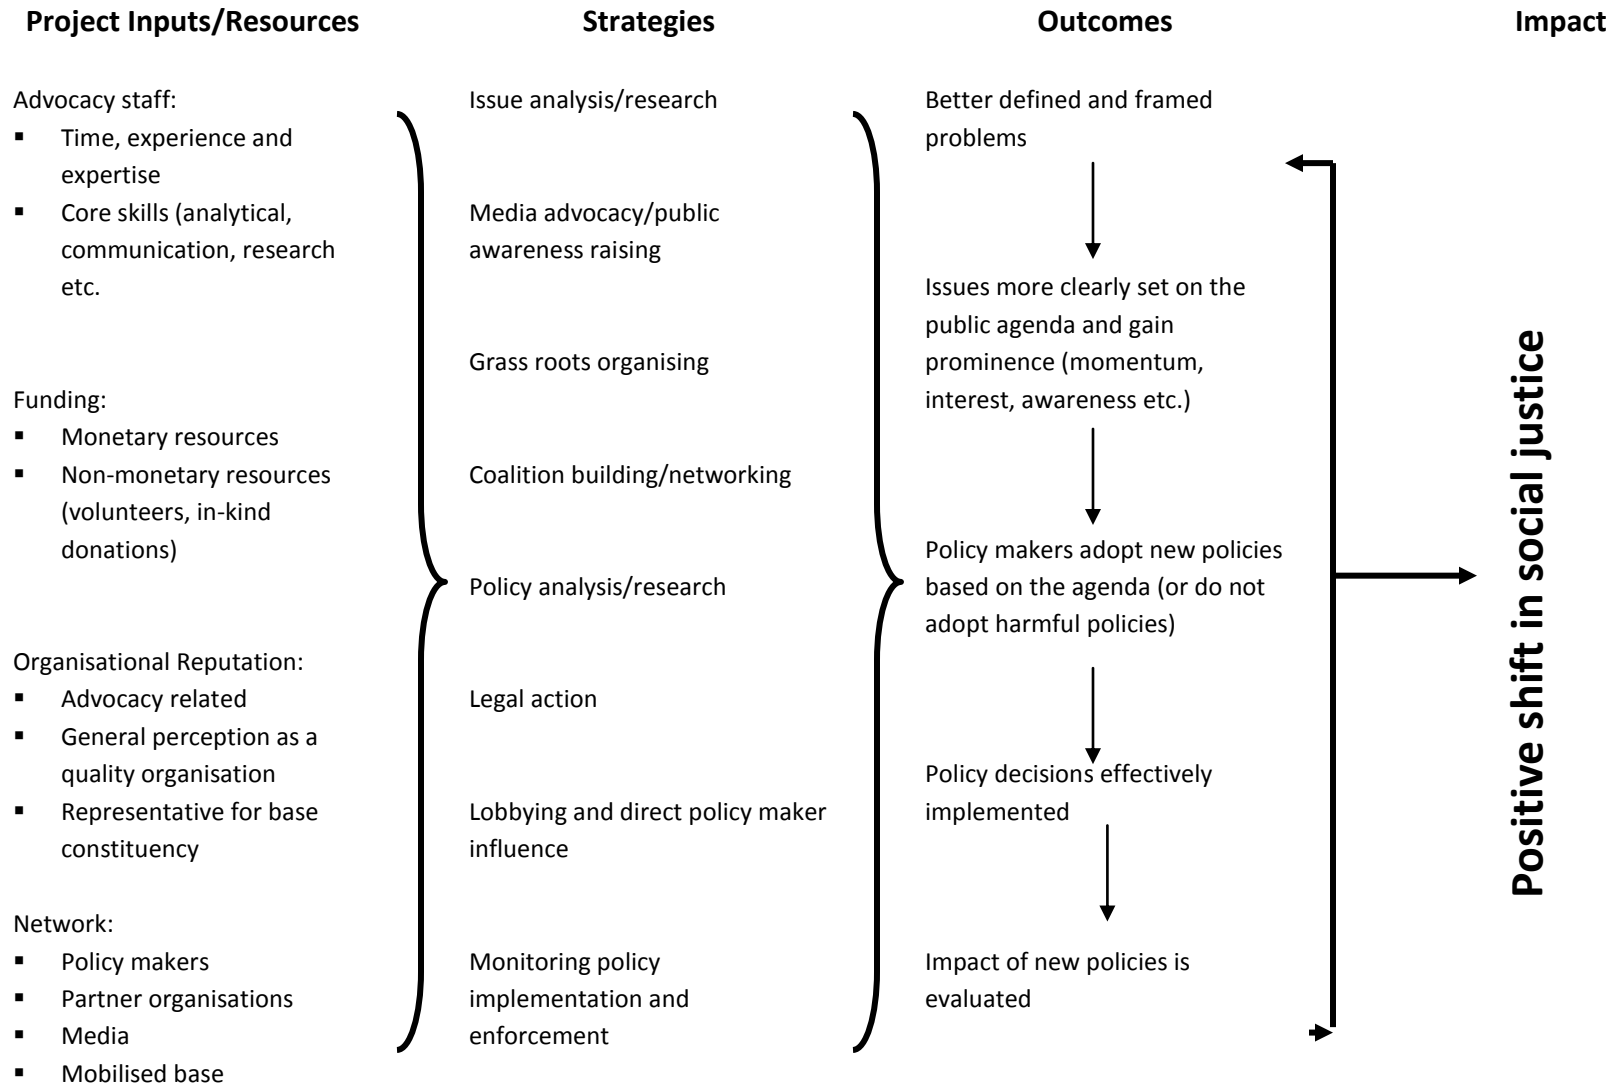 Project Inputs/Resources
Strategies
Outcomes
Impact
Advocacy staff:
▪ Time, experience and
expertise
▪ Core skills (analytical,
communication, research
etc.
Funding:
▪ Monetary resources
▪ Non-monetary resources
(volunteers, in-kind
donations)
Organisational Reputation:
▪ Advocacy related
▪ General perception as a
quality organisation
▪ Representative for base
constituency
Network:
▪ Policy makers
▪ Partner organisations
▪ Media
▪ Mobilised base
Issue analysis/research
Media advocacy/public
awareness raising
Grass roots organising
Coalition building/networking
Policy analysis/research
Legal action
Lobbying and direct policy maker
influence
Monitoring policy
implementation and
enforcement
Better defined and framed
problems
Issues more clearly set on the
public agenda and gain
prominence (momentum,
interest, awareness etc.)
Policy makers adopt new policies
based on the agenda (or do not
adopt harmful policies)
Policy decisions effectively
implemented
Impact of new policies is
evaluated
Positive shift in social justice